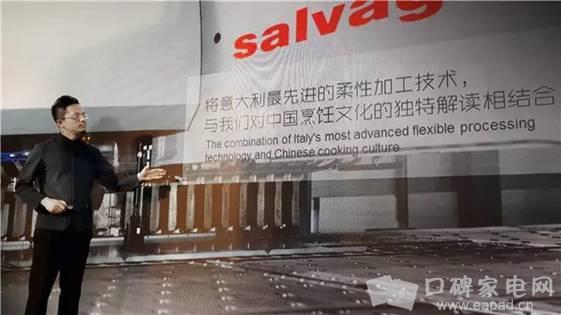 salvag
将意大利最先进的柔性加工技术，
与我们对中国烹饪文化的独特解读相结合
The combination of Italy's most advanced flexible processing
technology and Chinese cooking culture
口碑家电网
www.eapad.cn